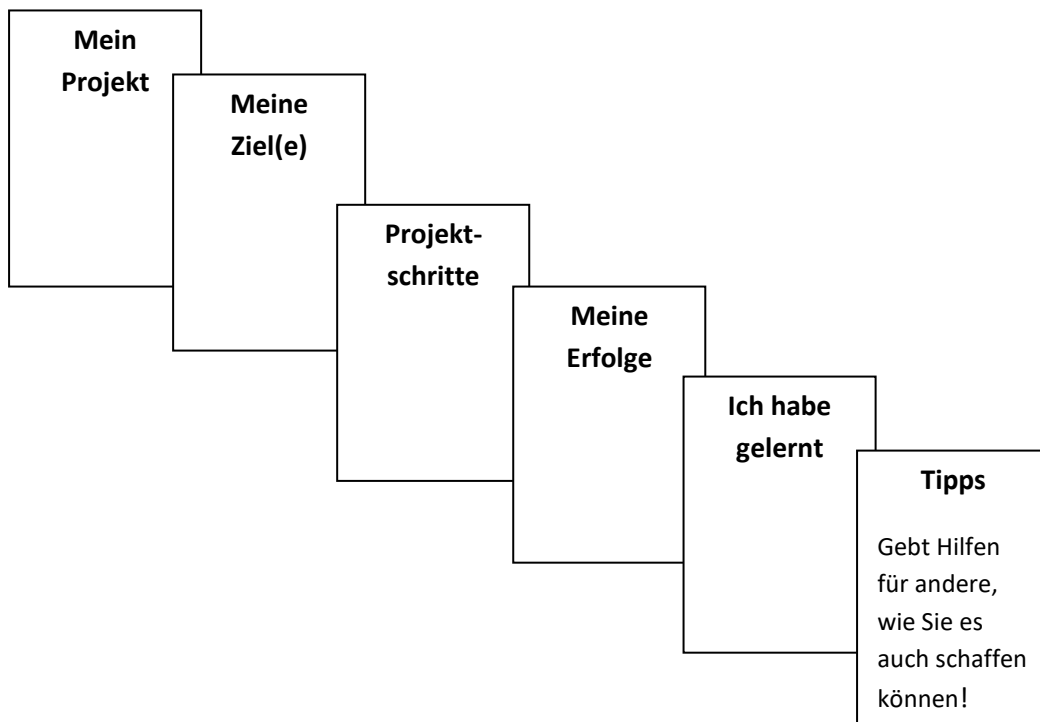 Mein
Projekt
Meine
Ziel(e)
Projekt-
schritte
Meine
Erfolge
Ich habe
gelernt
Tipps
Gebt Hilfen
für andere,
wie Sie es
auch schaffen
können!